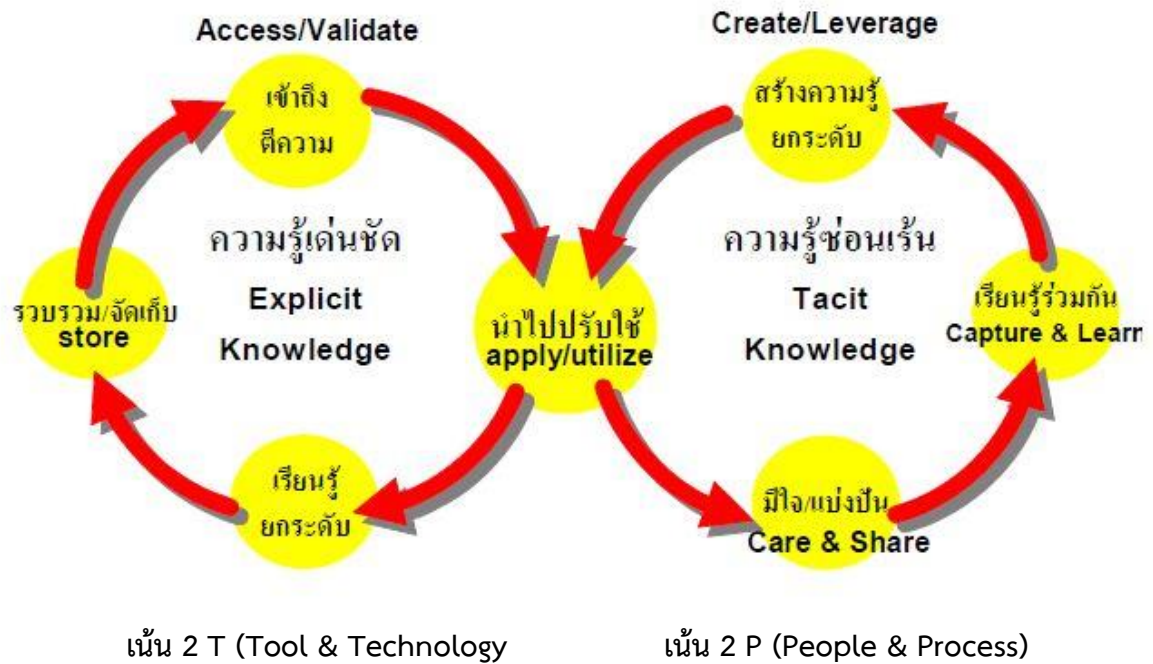 Access/Validate
เข้าถึง
ตีความ
ความรู้เด่นชัด
Explicit
Knowledge
รวบรวม/จัดเก็บ
store
เรียนรู้
ยกระดับ
นำไปปรับใช้
apply/utilize
Create/Leverage
สร้างความรู้
ยกระดับ
ความรู้ซ่อนเร้น
Tacit
Knowledge
เรียนรู้ร่วมกัน
Capture & Learn
มีใจ/แบ่งปัน
Care & Share
เน้น 2 T (Tool & Technology
เน้น 2 P (People & Process)